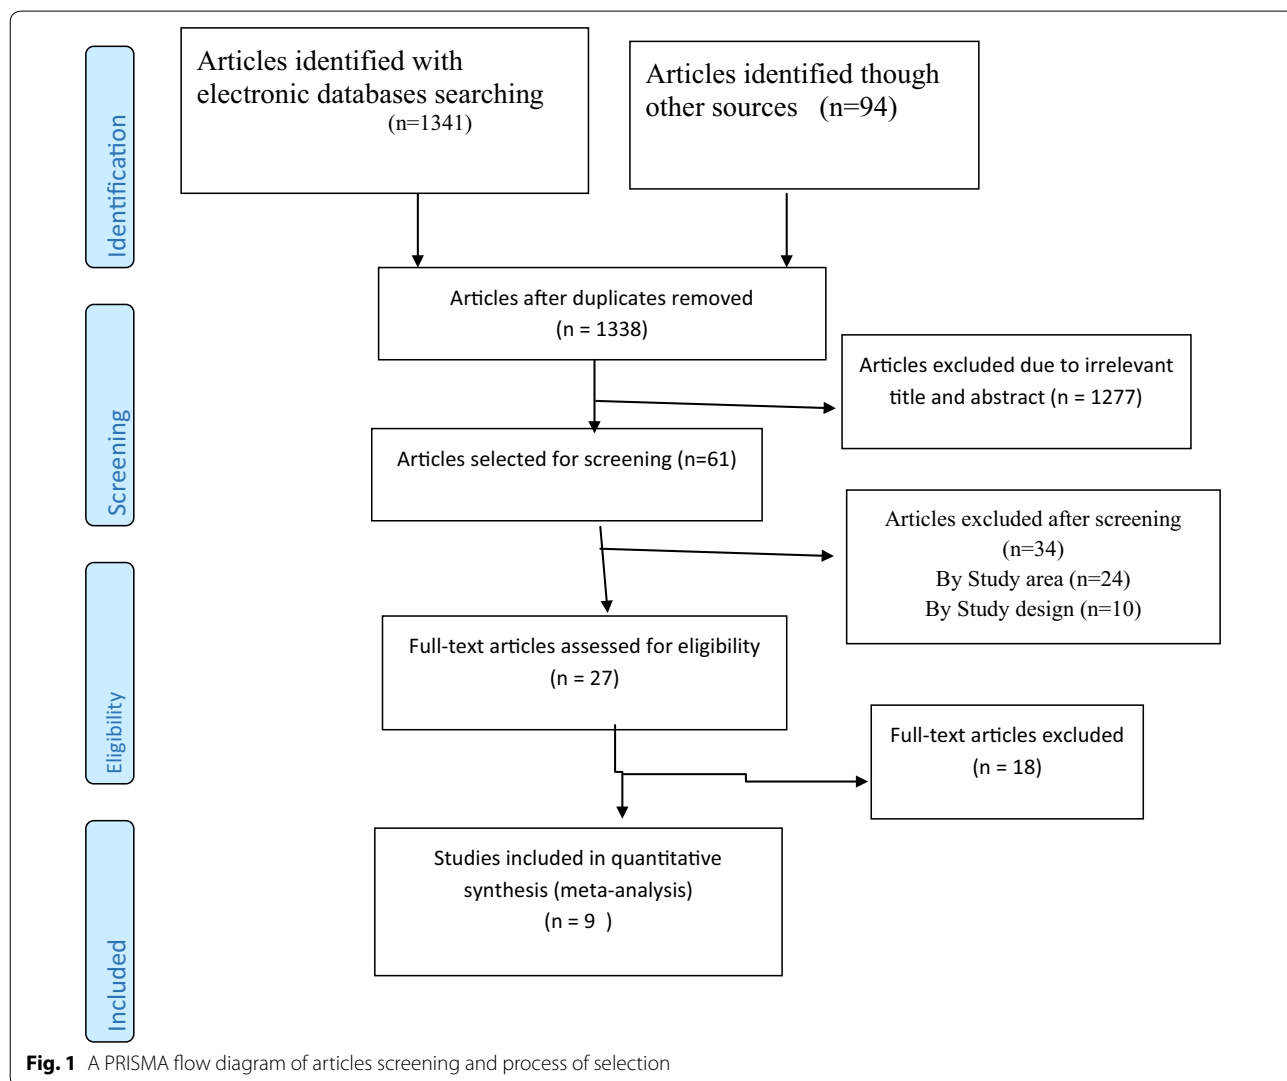 Identification
Articles identified with
electronic databases searching
(n=1341)
Articles identified though
other sources (n=94)
Articles after duplicates removed
(n = 1338)
Screening
Articles excluded due to irrelevant
title and abstract (n = 1277)
Articles selected for screening (n=61)
Articles excluded after screening
(n=34)
By Study area (n=24)
By Study design (n=10)
Eligibility
Full-text articles assessed for eligibility
(n = 27)
Full-text articles excluded
(n = 18)
Included
Studies included in quantitative
synthesis (meta-analysis)
(n = 9 )
Fig. 1 A PRISMA flow diagram of articles screening and process of selection